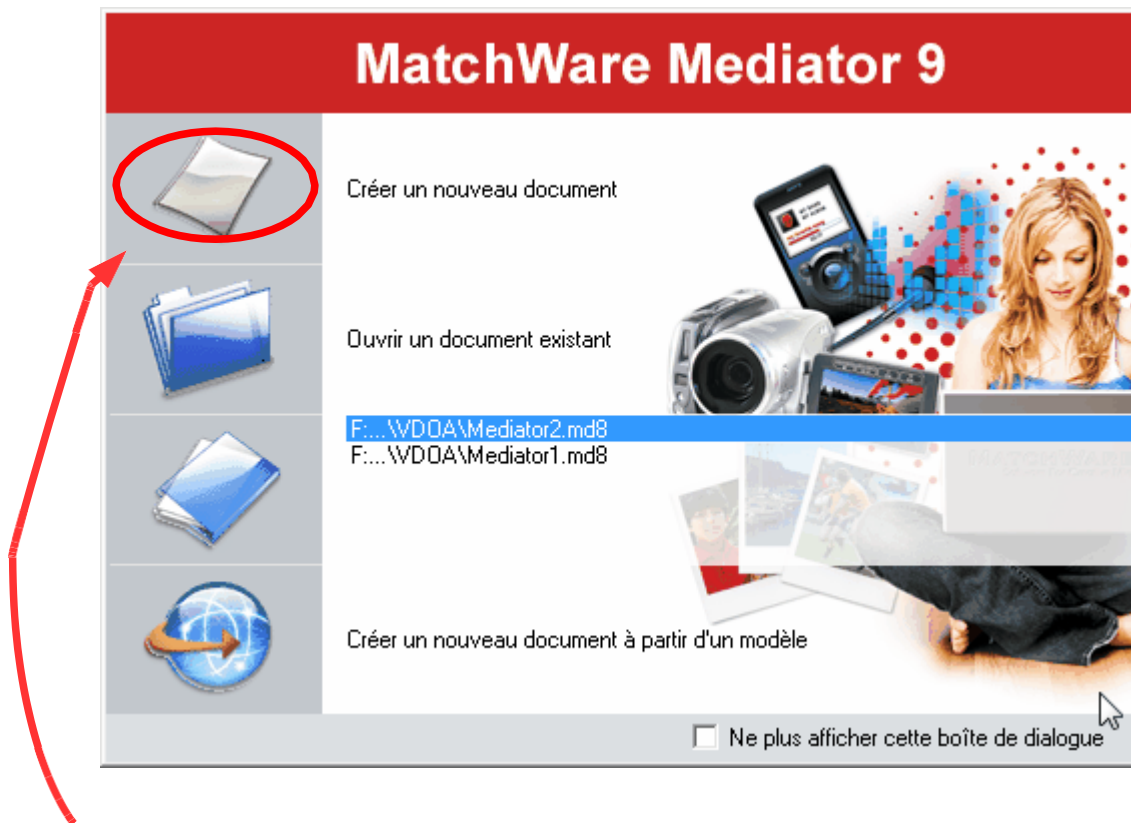 MatchWare Mediator 9
Créer un nouveau document
Ouvrir un document existant
F:...\VDOA\Mediator2.md8
F:...\VDOA\Mediator1.md8
Créer un nouveau document à partir d'un modèle
Ne plus afficher cette boîte de dialogue